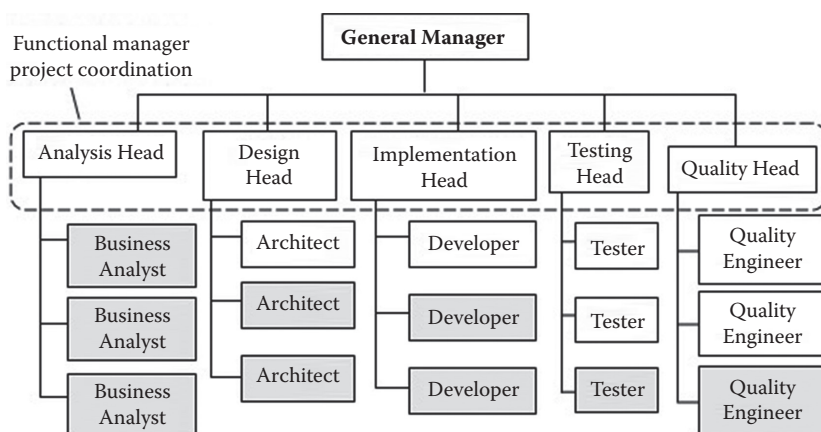 Functional manager
project coordination
General Manager
Analysis Head
Design
Head
Implementation
Head
Testing
Head
Quality Head
Business
Analyst
Business
Analyst
Business
Analyst
Architect
Architect
Architect
Developer
Developer
Developer
Tester
Tester
Tester
Quality
Engineer
Quality
Engineer
Quality
Engineer